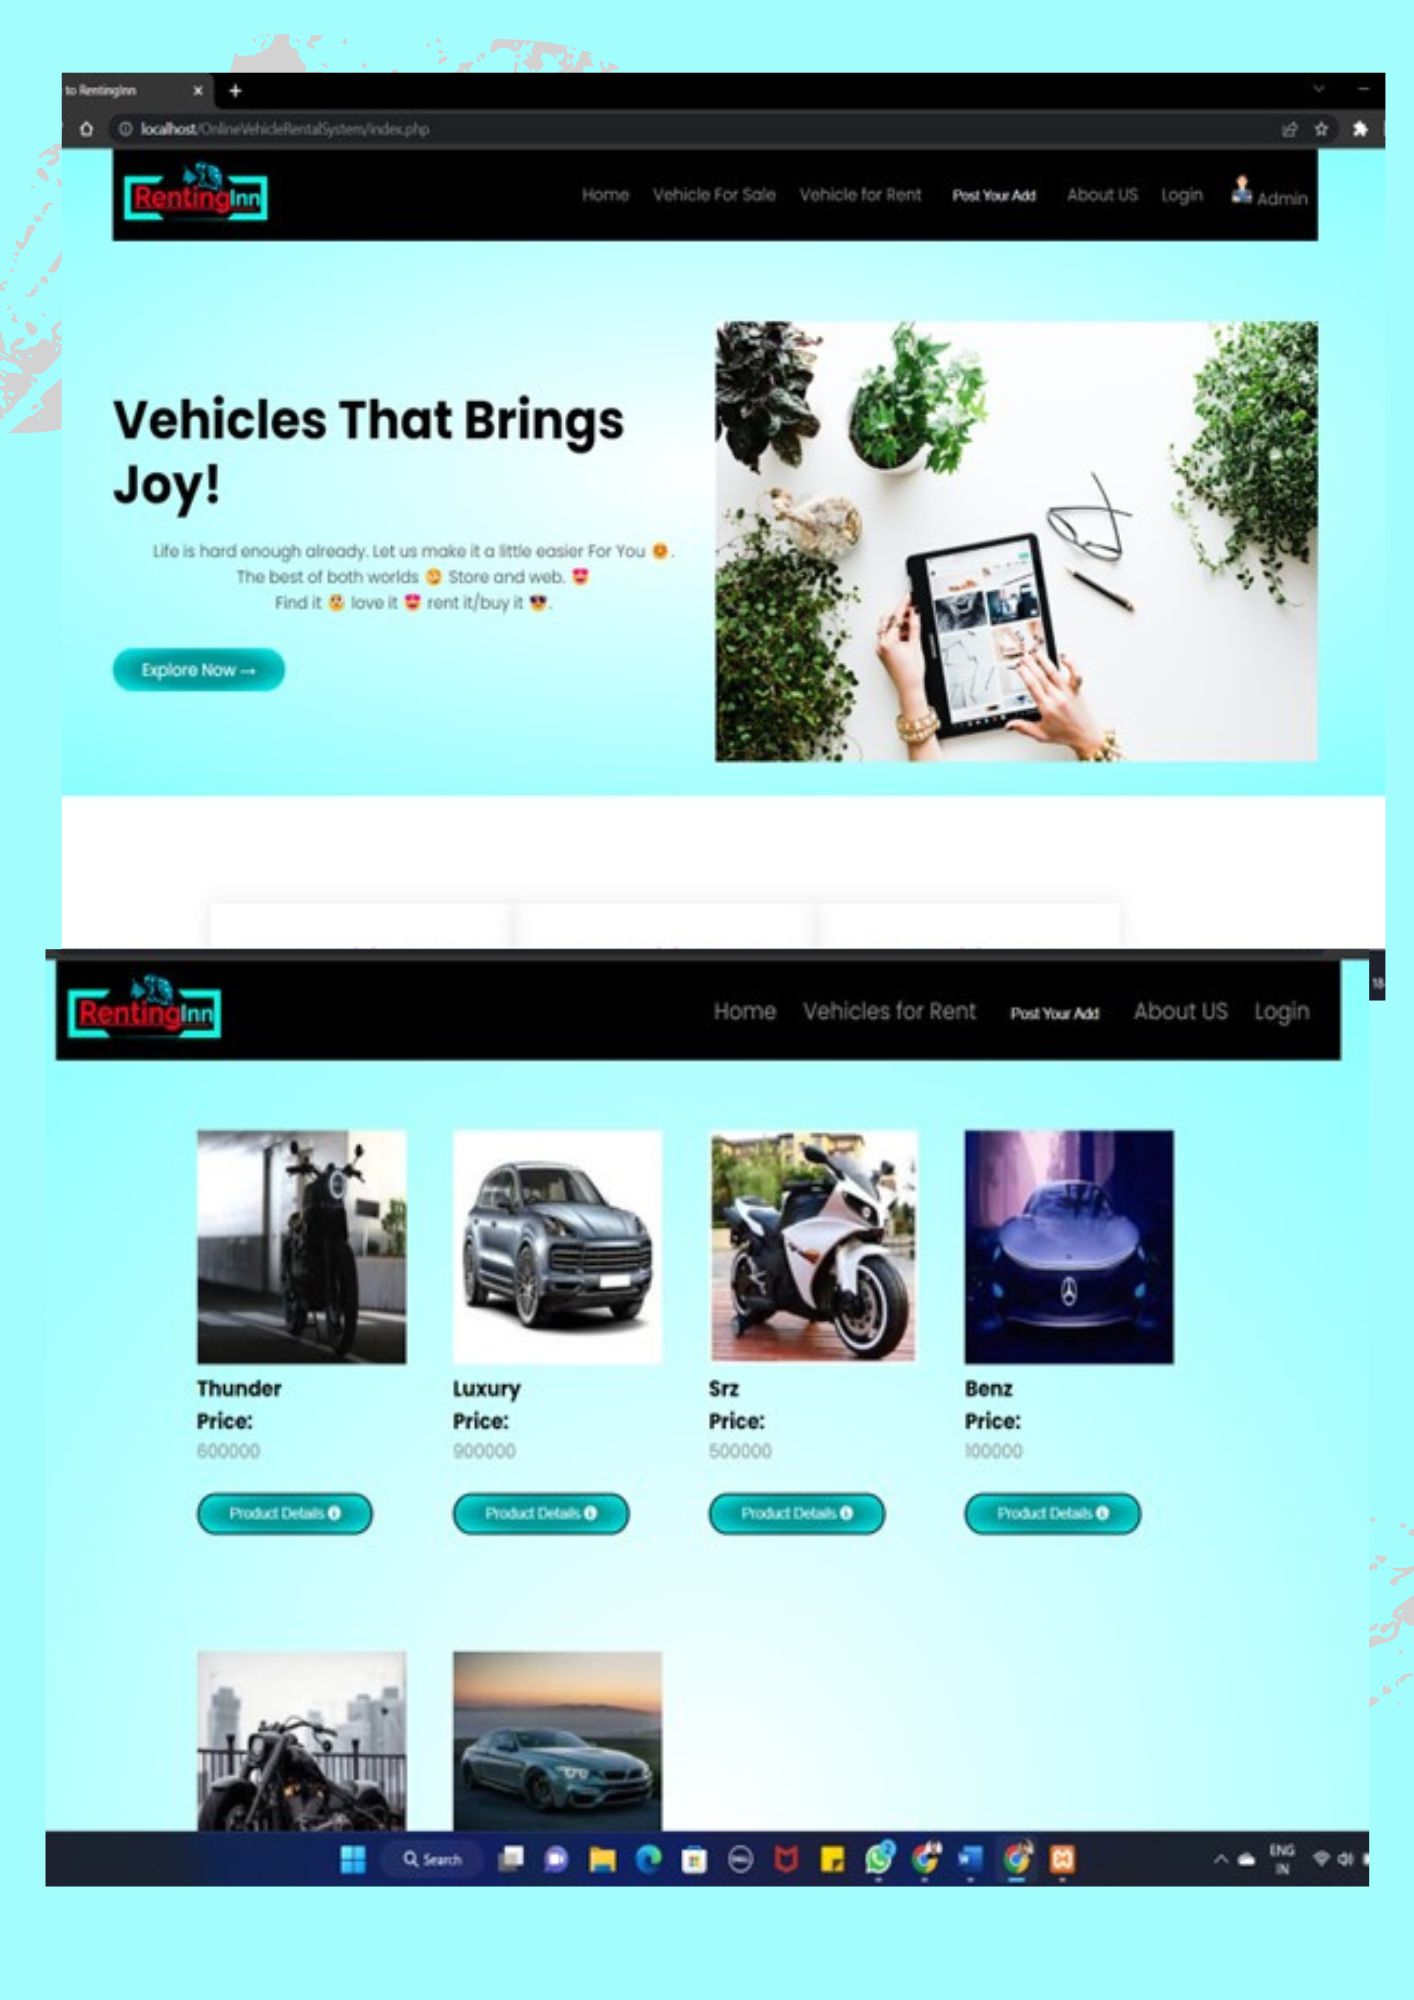 to RentingInn
localhost/OnlineVehicleRentalSystem/index.php
RentingInn
Home Vehicle For Sale Vehicle for Rent Post Your Add About US Login Admin
Vehicles That Brings
Joy!
Life is hard enough already. Let us make it a little easier For You 🌞.
The best of both worlds 😊 Store and web. 😍
Find it 😊 love it 😍 rent it/buy it 😎.
Explore Now →
18
RentingInn
Home Vehicles for Rent Post Your Add About US Login
Thunder Luxury Srz Benz
Price: Price: Price: Price:
600000 900000 500000 100000
Product Details Product Details Product Details Product Details
Search
ENG
IN